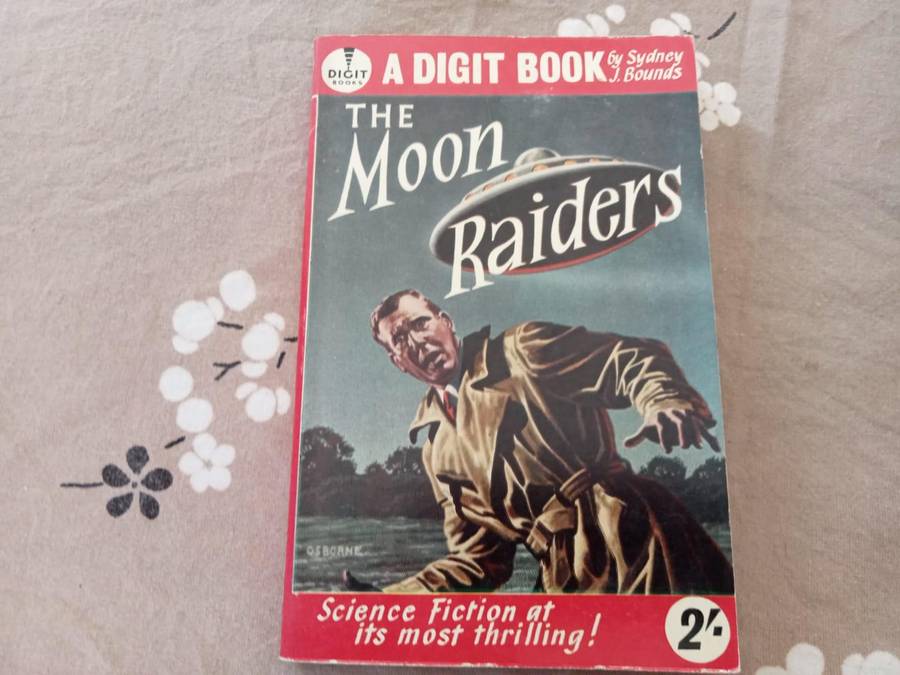 DIGIT
BOOKS
A DIGIT BOOK
by Sydney
J. Bounds
THE
Moon
Raiders
OSBORNE
Science Fiction at
its most thrilling!
2/-